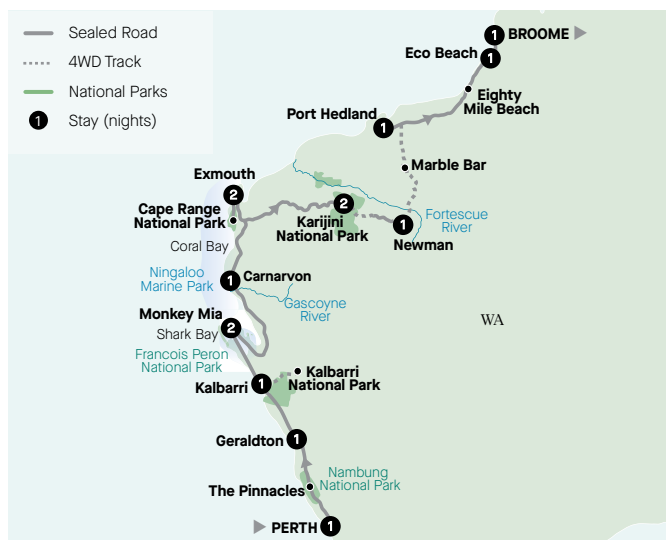 Sealed Road
4WD Track
National Parks
1 Stay (nights)
1 BROOME
Eco Beach 1
Eighty
Mile Beach
Port Hedland
1
Marble Bar
Exmouth
2
Cape Range
National Park
2
Karijini
National Park
1
Newman
Fortescue
River
Coral Bay
Ningaloo
Marine Park
1 Carnarvon
Gascoyne
River
Monkey Mia
2
Shark Bay
WA
Francois Peron
National Park
Kalbarri
National Park
Kalbarri 1
Geraldton 1
Nambung
National Park
The Pinnacles
PERTH 1